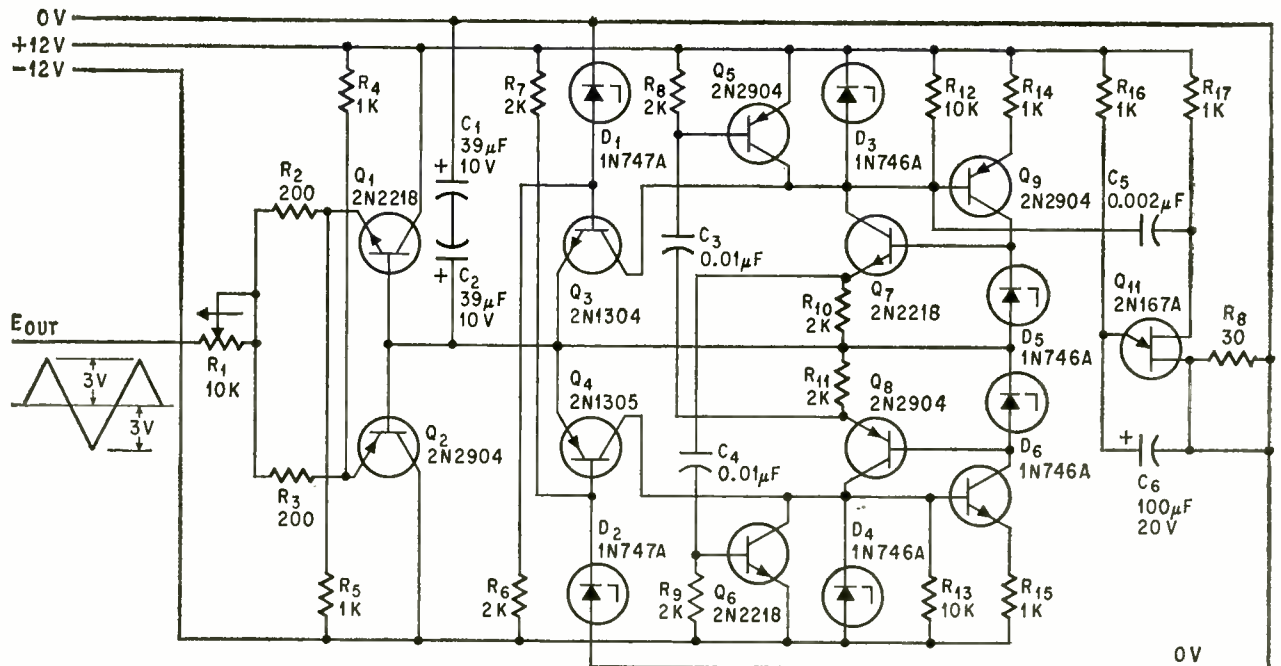 0V
+12V
-12V
R4
1K
C1
39μF
10V
R7
2K
D1
1N747A
R8
2K
Q5
2N2904
D3
1N746A
R12
10K
R14
1K
R16
1K
R17
1K
R2
200
Q1
2N2218
C2
39μF
10V
Q3
2N1304
C3
0.01μF
Q7
2N2218
R10
2K
Q9
2N2904
C5
0.002μF
Q11
2N167A
R8
30
D5
1N746A
EOUT
R1
10K
3V
3V
Q4
2N1305
R11
2K
Q8
2N2904
D6
1N746A
Q2
2N2904
R3
200
C4
0.01μF
C6
100μF
20V
R5
1K
R6
2K
D2
1N747A
R9
2K
Q6
2N2218
D4
1N746A
R13
10K
R15
1K
0V